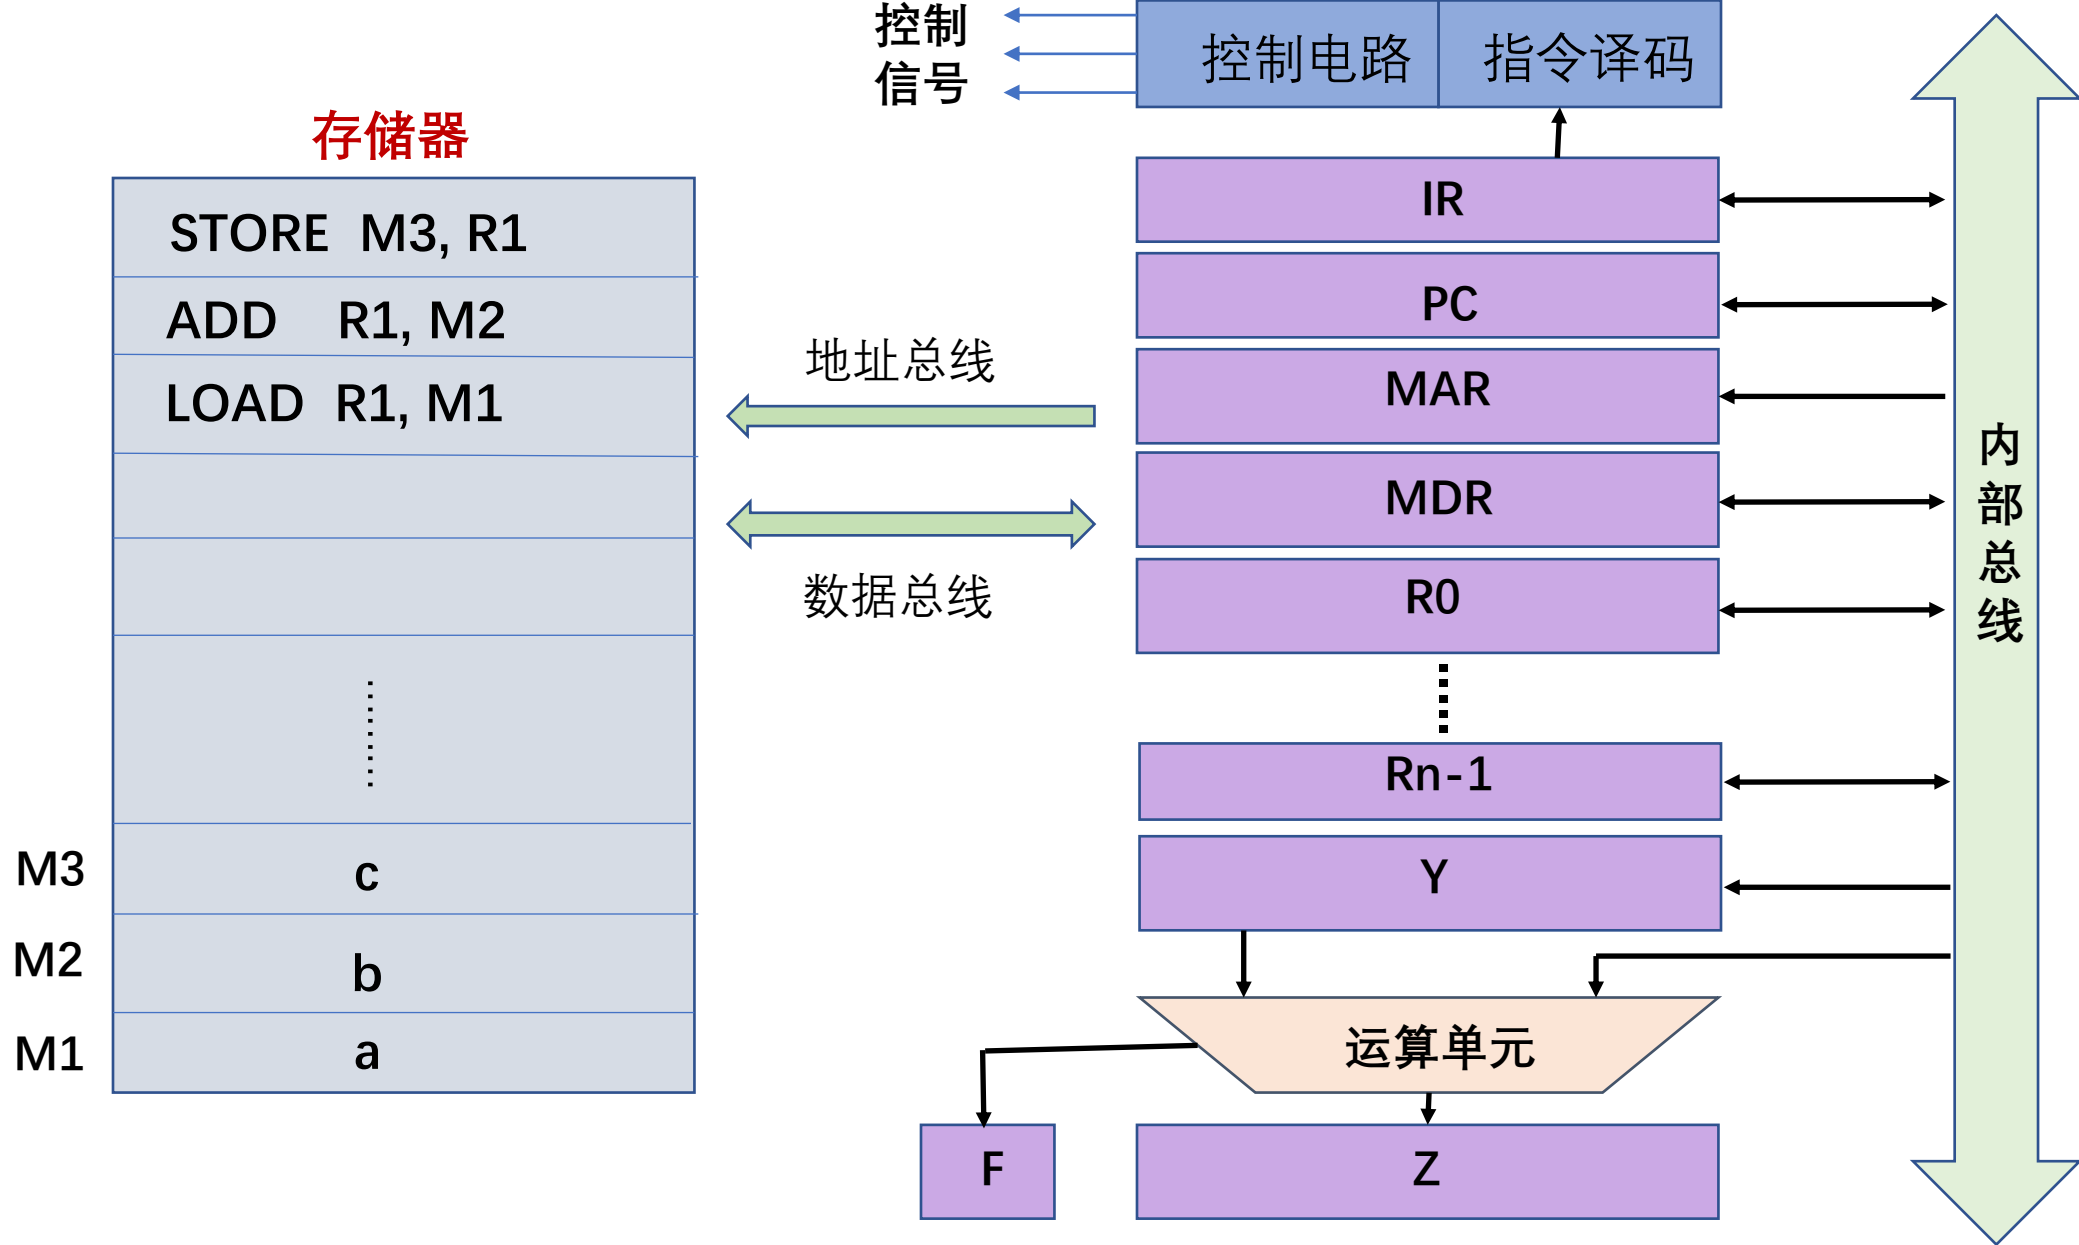 控制
信号
控制电路
指令译码
存储器
STORE M3, R1
ADD R1, M2
LOAD R1, M1
M3
c
M2
b
M1
a
地址总线
数据总线
IR
PC
MAR
MDR
R0
Rn-1
Y
运算单元
F
Z
内
部
总
线